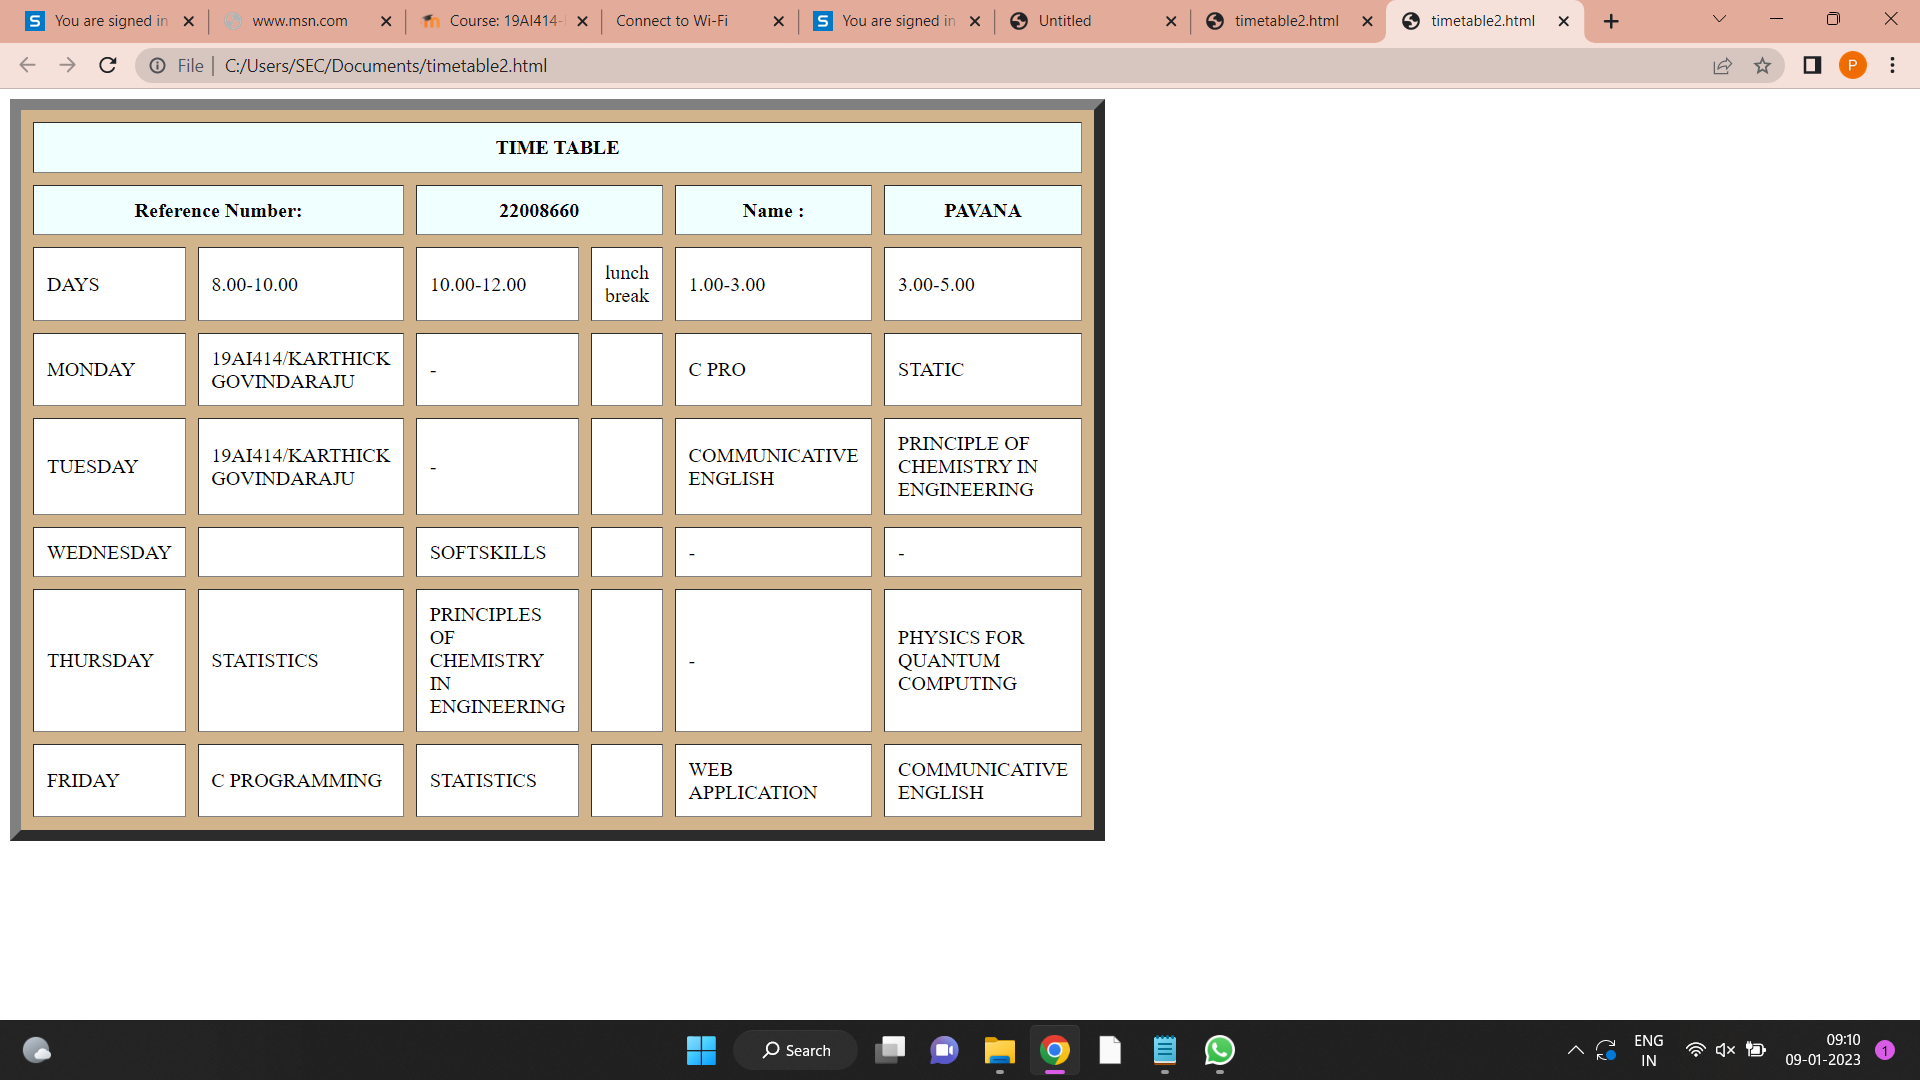 You are signed in
www.msn.com
Course: 19AI414-
Connect to Wi-Fi
You are signed in
Untitled
timetable2.html
timetable2.html
File
C:/Users/SEC/Documents/timetable2.html
P
TIME TABLE
Reference Number:
22008660
Name :
PAVANA
DAYS
8.00-10.00
10.00-12.00
lunch
break
1.00-3.00
3.00-5.00
MONDAY
19AI414/KARTHICK
GOVINDARAJU
-
C PRO
STATIC
TUESDAY
19AI414/KARTHICK
GOVINDARAJU
-
COMMUNICATIVE
ENGLISH
PRINCIPLE OF
CHEMISTRY IN
ENGINEERING
WEDNESDAY
SOFTSKILLS
-
-
THURSDAY
STATISTICS
PRINCIPLES
OF
CHEMISTRY
IN
ENGINEERING
-
PHYSICS FOR
QUANTUM
COMPUTING
FRIDAY
C PROGRAMMING
STATISTICS
WEB
APPLICATION
COMMUNICATIVE
ENGLISH
Search
ENG
IN
09:10
09-01-2023
1